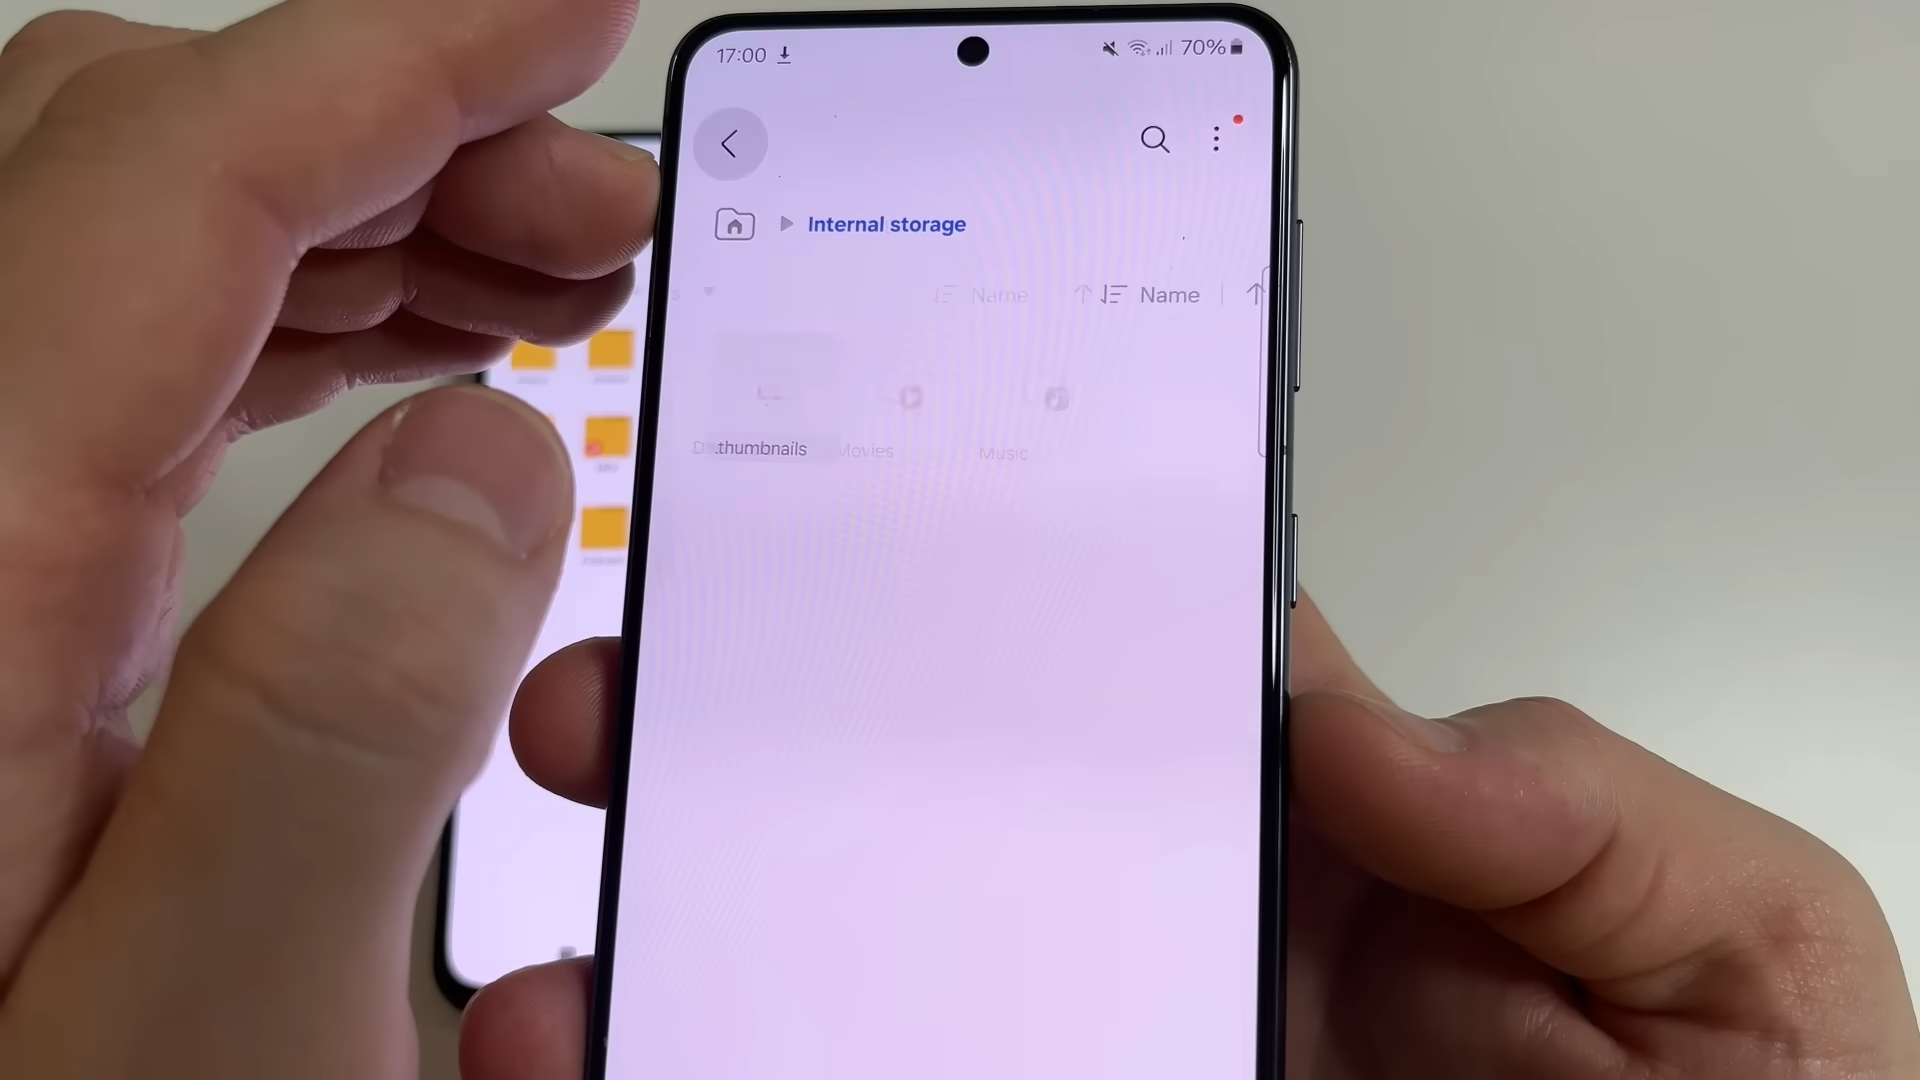 17:00 70%
Internal storage
Name Name
.thumbnails Movies Music